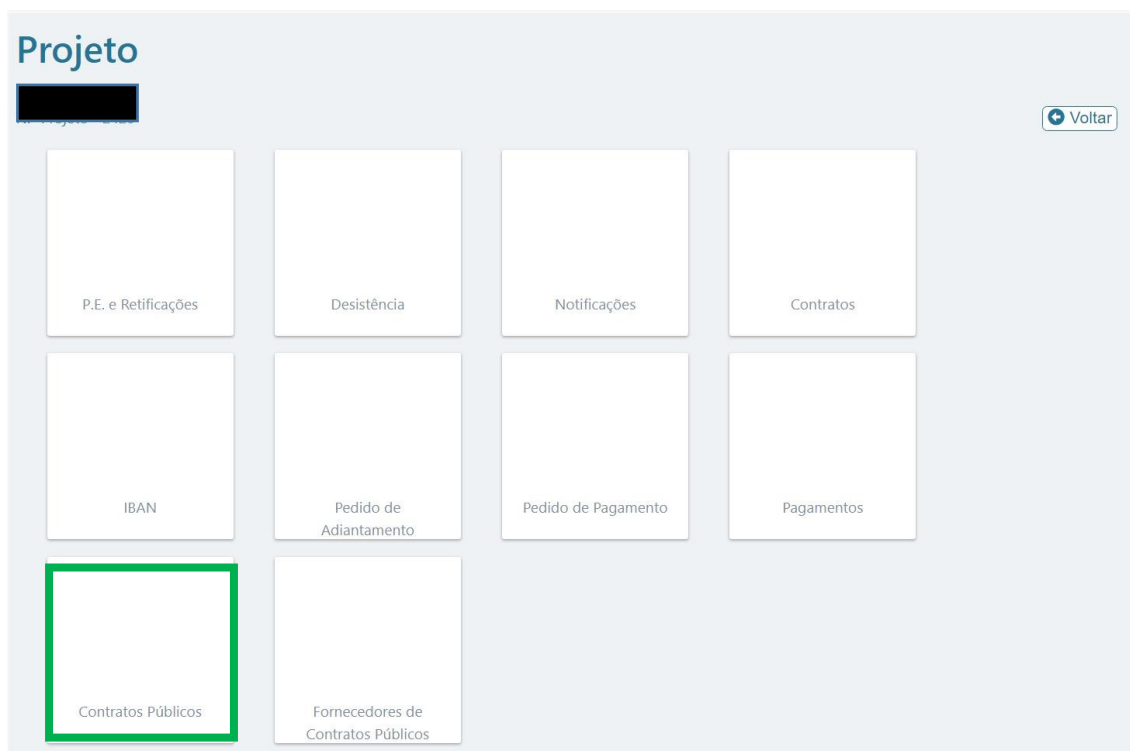 Projeto
Voltar
P.E. e Retificações
Desistência
Notificações
Contratos
IBAN
Pedido de
Adiantamento
Pedido de Pagamento
Pagamentos
Contratos Públicos
Fornecedores de
Contratos Públicos